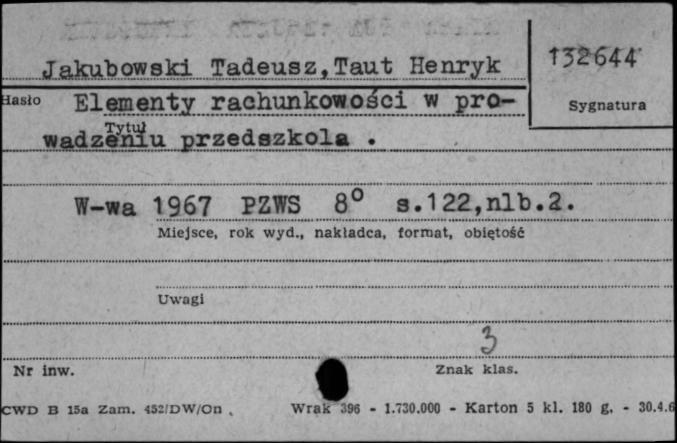 Jakubowski Tadeusz,Taut Henryk
132644
Hasło Elementy rachunkowości w pro-
Sygnatura
Tytuł
wadzeniu przedszkola .
W-wa 1967 PZWS 8° s.122,nlb.2.
Miejsce, rok wyd., nakładca, format, objętość
Uwagi
3
Nr inw.
Znak klas.
CWD B 15a Zam. 452/DW/On
Wrak 396 - 1.730.000 - Karton 5 kl. 180 g, - 30.4.6